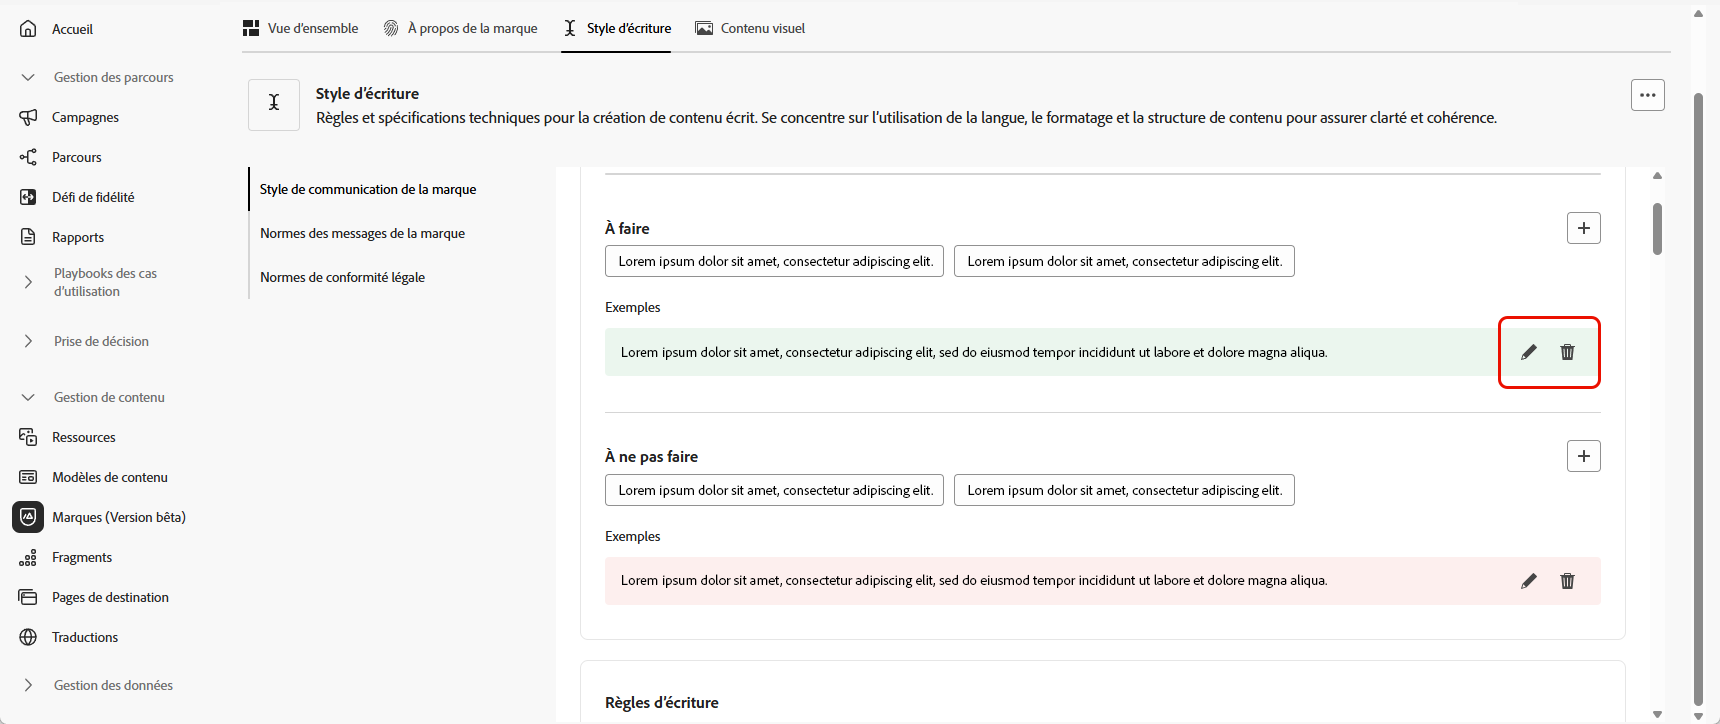 Accueil
Gestion des parcours
Campagnes
Parcours
Défi de fidélité
Rapports
Playbooks des cas
d'utilisation
Prise de décision
Gestion de contenu
Ressources
Modèles de contenu
Marques (Version bêta)
Fragments
Pages de destination
Traductions
Gestion des données
Vue d'ensemble
À propos de la marque
Style d'écriture
Contenu visuel
Style d'écriture
Règles et spécifications techniques pour la création de contenu écrit. Se concentre sur l'utilisation de la langue, le formatage et la structure de contenu pour assurer clarté et cohérence.
Style de communication de la marque
Normes des messages de la marque
Normes de conformité légale
À faire
Lorem ipsum dolor sit amet, consectetur adipiscing elit.
Lorem ipsum dolor sit amet, consectetur adipiscing elit.
Exemples
Lorem ipsum dolor sit amet, consectetur adipiscing elit, sed do eiusmod tempor incididunt ut labore et dolore magna aliqua.
À ne pas faire
Lorem ipsum dolor sit amet, consectetur adipiscing elit.
Lorem ipsum dolor sit amet, consectetur adipiscing elit.
Exemples
Lorem ipsum dolor sit amet, consectetur adipiscing elit, sed do eiusmod tempor incididunt ut labore et dolore magna aliqua.
Règles d'écriture